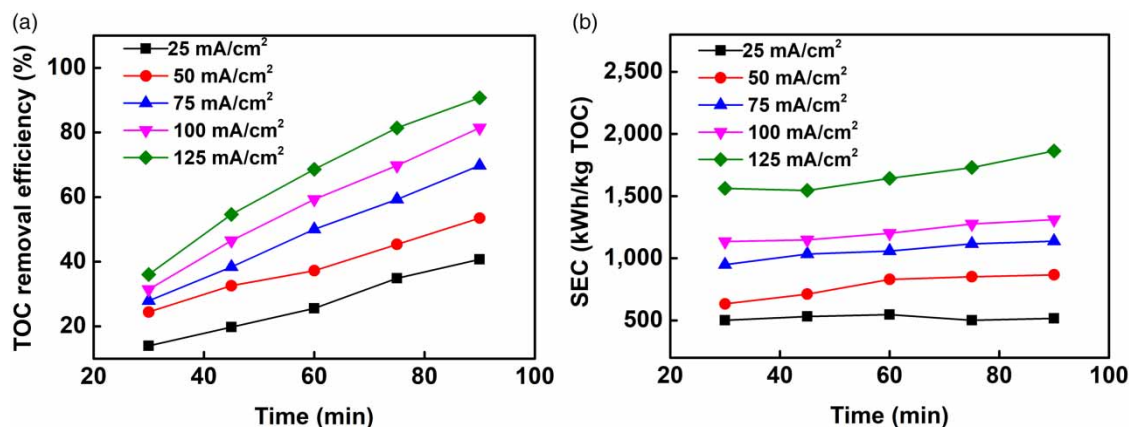 (a)
TOC removal efficiency (%)
100
80
60
40
20
25 mA/cm²
50 mA/cm²
75 mA/cm²
100 mA/cm²
125 mA/cm²
20 40 60 80 100
Time (min)
(b)
SEC (kWh/kg TOC)
2,500
2,000
1,500
1,000
500
25 mA/cm²
50 mA/cm²
75 mA/cm²
100 mA/cm²
125 mA/cm²
20 40 60 80 100
Time (min)